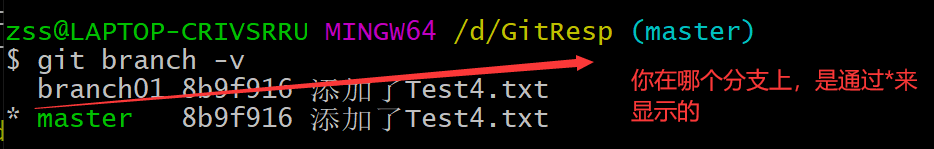 zss@LAPTOP-CRIVSRRU MINGW64 /d/GitResp (master)
$ git branch -v
branch01 8b9f916 添加了Test4.txt
* master 8b9f916 添加了Test4.txt
你在哪个分支上，是通过*来
显示的